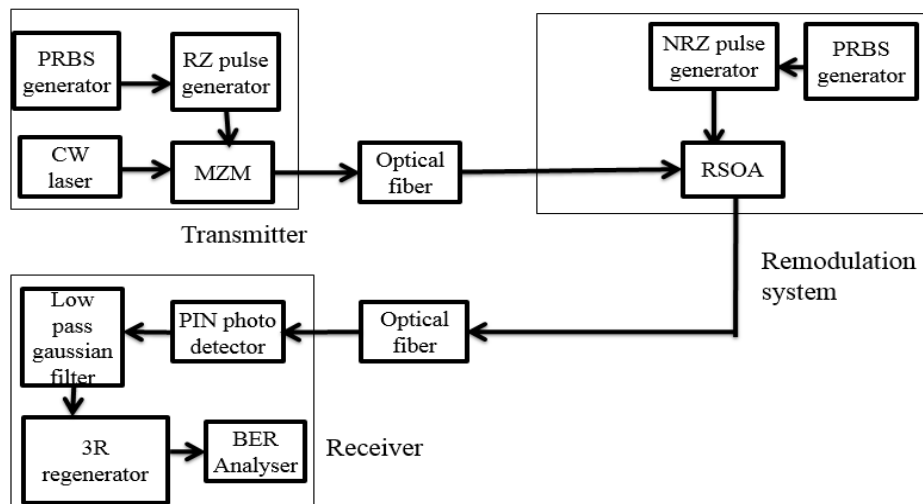 PRBS
generator
RZ pulse
generator
CW
laser
MZM
Transmitter
Optical
fiber
NRZ pulse
generator
PRBS
generator
RSOA
Remodulation
system
Low
pass
gaussian
filter
PIN photo
detector
Optical
fiber
3R
regenerator
BER
Analyser
Receiver